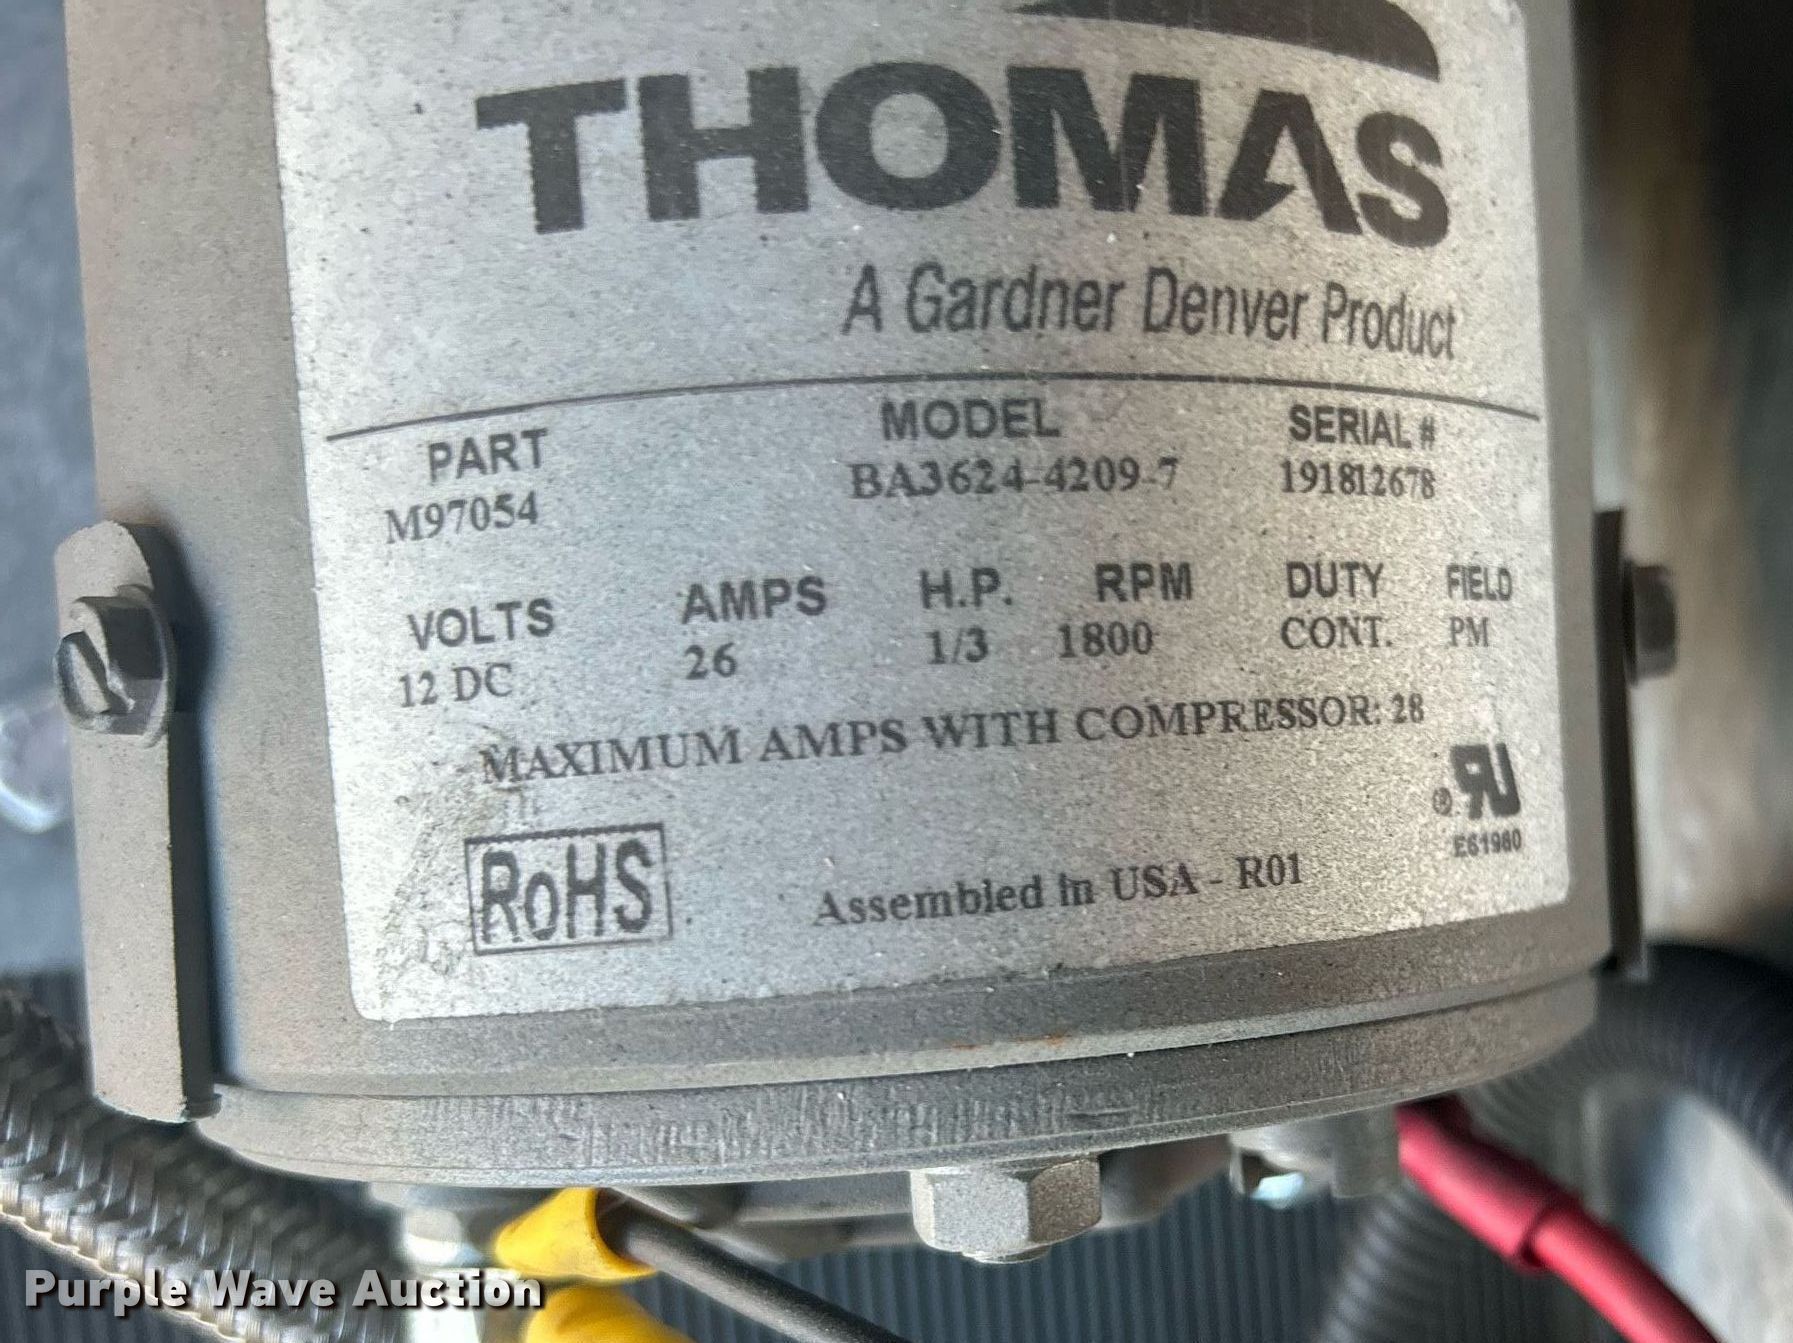 THOMAS
A Gardner Denver Product
PART MODEL SERIAL #
M97054 BA3624-4209-7 191812678
VOLTS AMPS H.P. RPM DUTY FIELD
12 DC 26 1/3 1800 CONT. PM
MAXIMUM AMPS WITH COMPRESSOR: 28
RU ®
E61980
RoHS
Assembled in USA - R01
Purple Wave Auction